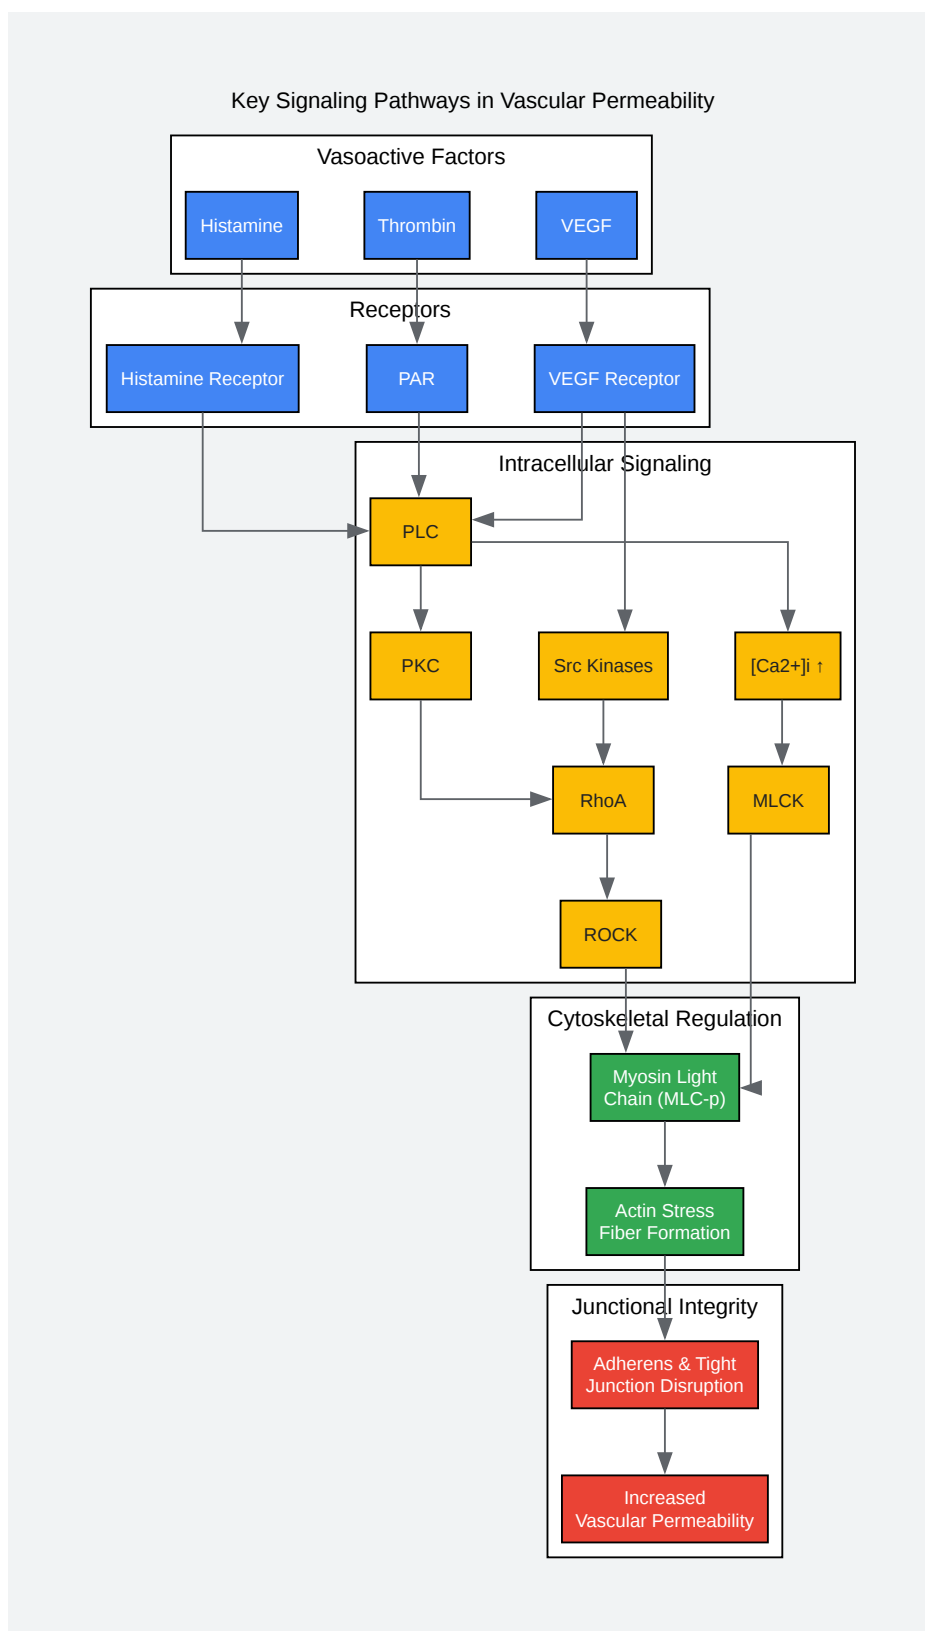 Key Signaling Pathways in Vascular Permeability
Vasoactive Factors
Histamine
Thrombin
VEGF
Receptors
Histamine Receptor
PAR
VEGF Receptor
Intracellular Signaling
PLC
PKC
Src Kinases
[Ca2+]i ↑
RhoA
MLCK
ROCK
Cytoskeletal Regulation
Myosin Light
Chain (MLC-p)
Actin Stress
Fiber Formation
Junctional Integrity
Adherens & Tight
Junction Disruption
Increased
Vascular Permeability